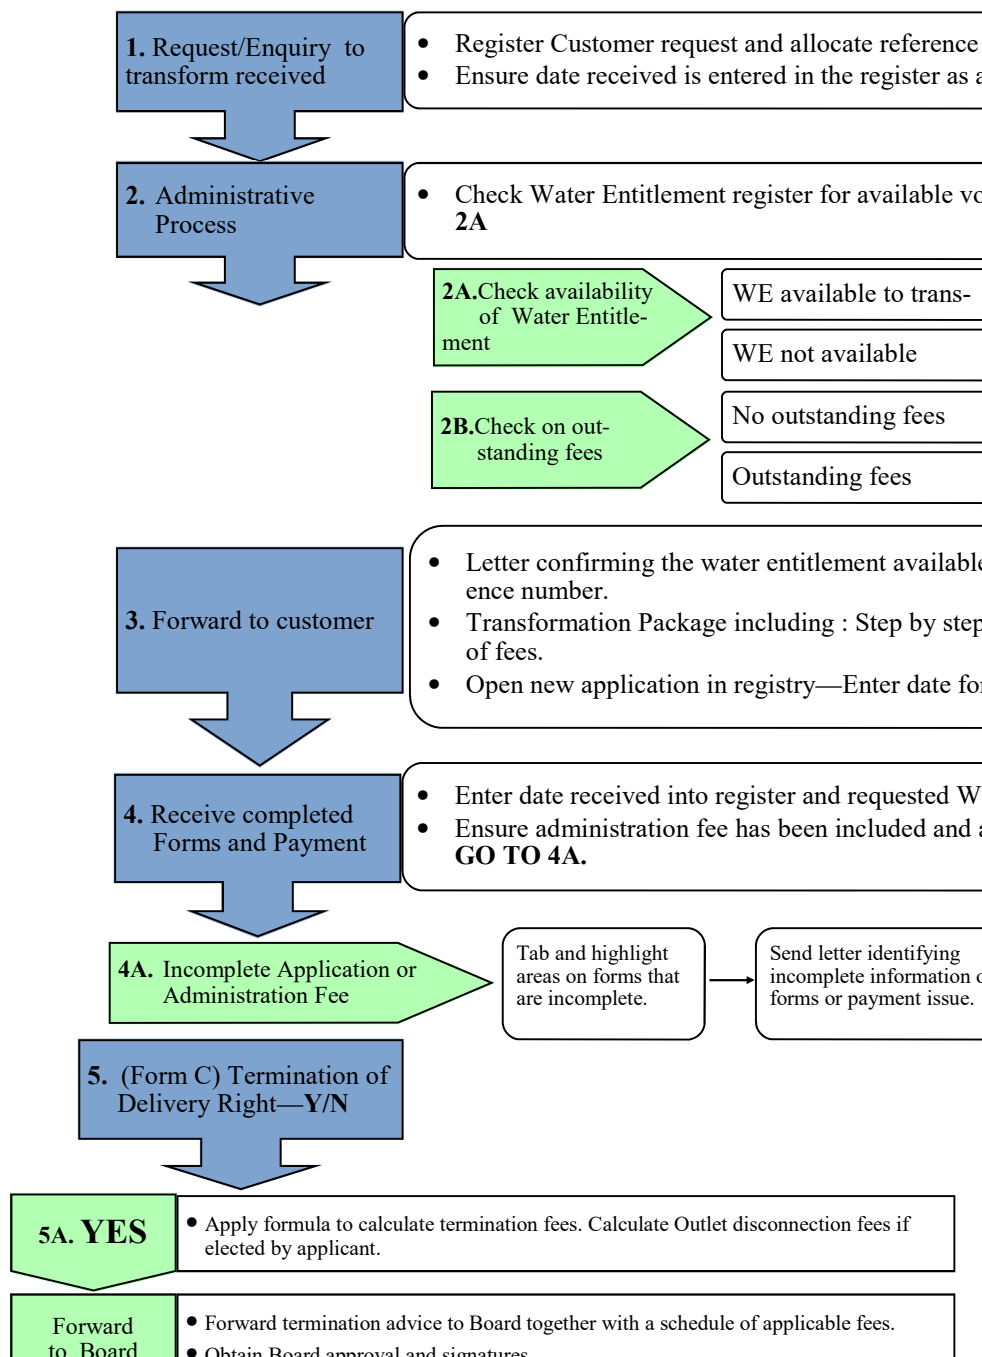 1. Request/Enquiry to
transform received
• Register Customer request and allocate reference
• Ensure date received is entered in the register as a
2. Administrative
Process
• Check Water Entitlement register for available vo
2A
2A.Check availability
of Water Entitle-
ment
WE available to trans-
WE not available
2B.Check on out-
standing fees
No outstanding fees
Outstanding fees
3. Forward to customer
• Letter confirming the water entitlement available
ence number.
• Transformation Package including : Step by step
of fees.
• Open new application in registry—Enter date for
4. Receive completed
Forms and Payment
• Enter date received into register and requested W
• Ensure administration fee has been included and a
GO TO 4A.
4A. Incomplete Application or
Administration Fee
Tab and highlight
areas on forms that
are incomplete.
Send letter identifying
incomplete information o
forms or payment issue.
5. (Form C) Termination of
Delivery Right—Y/N
5A. YES
• Apply formula to calculate termination fees. Calculate Outlet disconnection fees if
elected by applicant.
Forward
to Board
• Forward termination advice to Board together with a schedule of applicable fees.
• Obtain Board approval and signatures